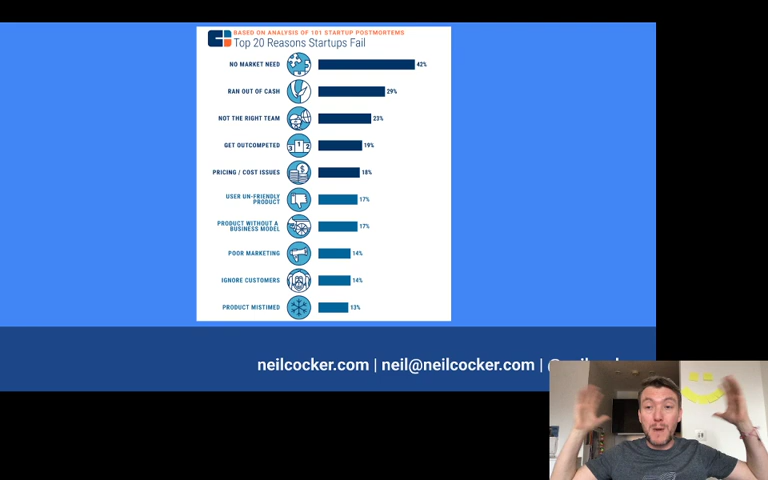 BASED ON ANALYSIS OF 101 STARTUP POSTMORTEMS
Top 20 Reasons Startups Fail
NO MARKET NEED 42%
RAN OUT OF CASH 29%
NOT THE RIGHT TEAM 23%
GET OUTCOMPETED 19%
3 1 2
PRICING / COST ISSUES 18%
$
USER UN-FRIENDLY
PRODUCT 17%
PRODUCT WITHOUT A
BUSINESS MODEL 17%
POOR MARKETING 14%
IGNORE CUSTOMERS 14%
PRODUCT MISTIMED 13%
neilcocker.com | neil@neilcocker.com |